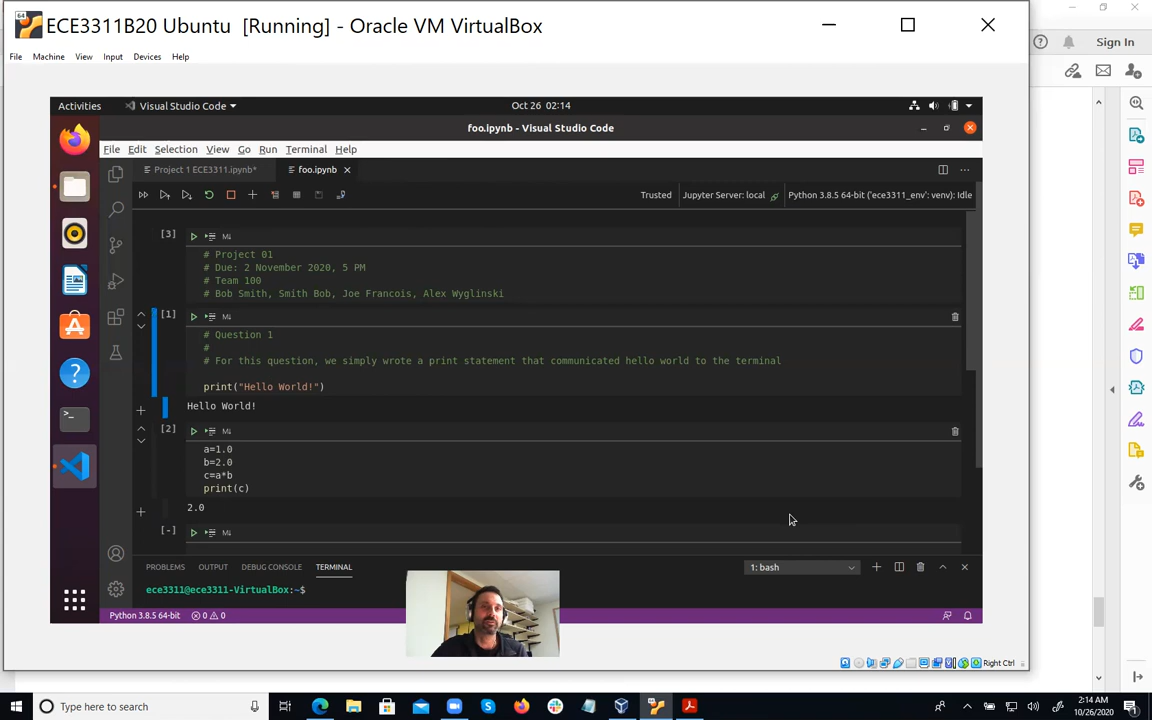 ECE3311B20 Ubuntu [Running] - Oracle VM VirtualBox
File Machine View Input Devices Help
Sign In
Activities Visual Studio Code Oct 26 02:14
foo.ipynb - Visual Studio Code
File Edit Selection View Go Run Terminal Help
Project 1 ECE3311.ipynb* foo.ipynb
Trusted Jupyter Server: local Python 3.8.5 64-bit ('ece3311_env': venv): Idle
[3]
M↓
# Project 01
# Due: 2 November 2020, 5 PM
# Team 100
# Bob Smith, Smith Bob, Joe Francois, Alex Wyglinski
[1]
M↓
# Question 1
#
# For this question, we simply wrote a print statement that communicated hello world to the terminal
print("Hello World!")
Hello World!
[2]
M↓
a=1.0
b=2.0
c=a*b
print(c)
2.0
[-]
M↓
PROBLEMS OUTPUT DEBUG CONSOLE TERMINAL 1: bash
ece3311@ece3311-VirtualBox:~$
Python 3.8.5 64-bit 0 0
Right Ctrl
Type here to search
2:14 AM
10/26/2020